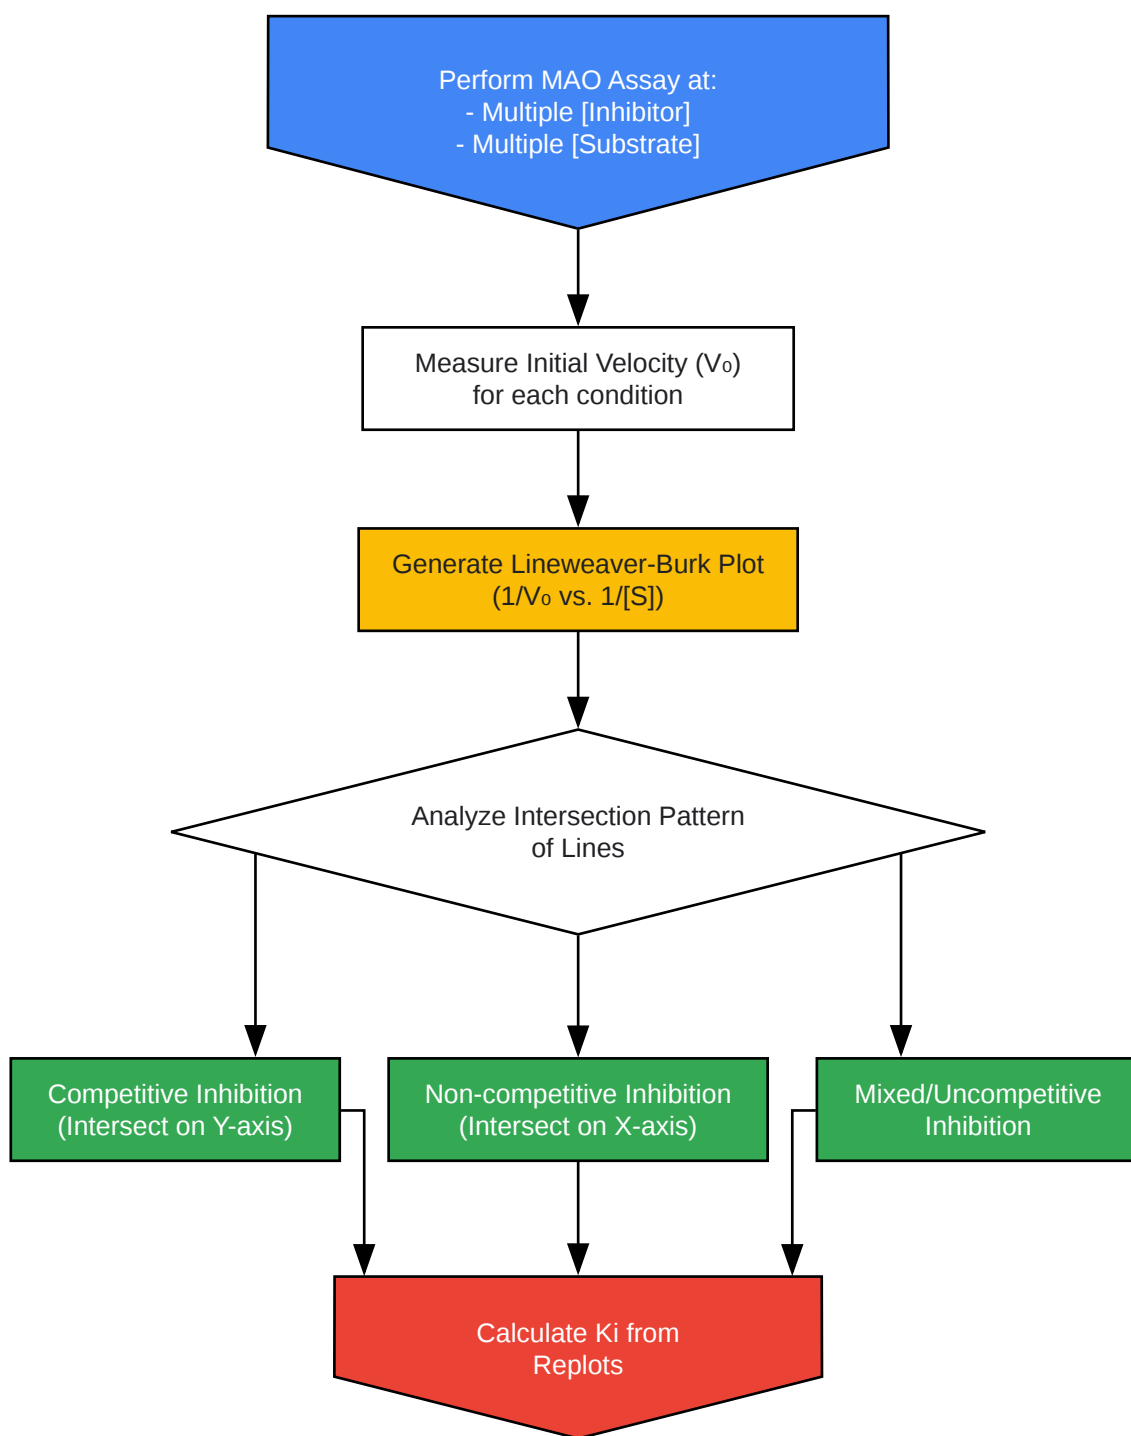 Perform MAO Assay at:
- Multiple [Inhibitor]
- Multiple [Substrate]
Measure Initial Velocity (V₀)
for each condition
Generate Lineweaver-Burk Plot
(1/V₀ vs. 1/[S])
Analyze Intersection Pattern
of Lines
Competitive Inhibition
(Intersect on Y-axis)
Non-competitive Inhibition
(Intersect on X-axis)
Mixed/Uncompetitive
Inhibition
Calculate Ki from
Replots